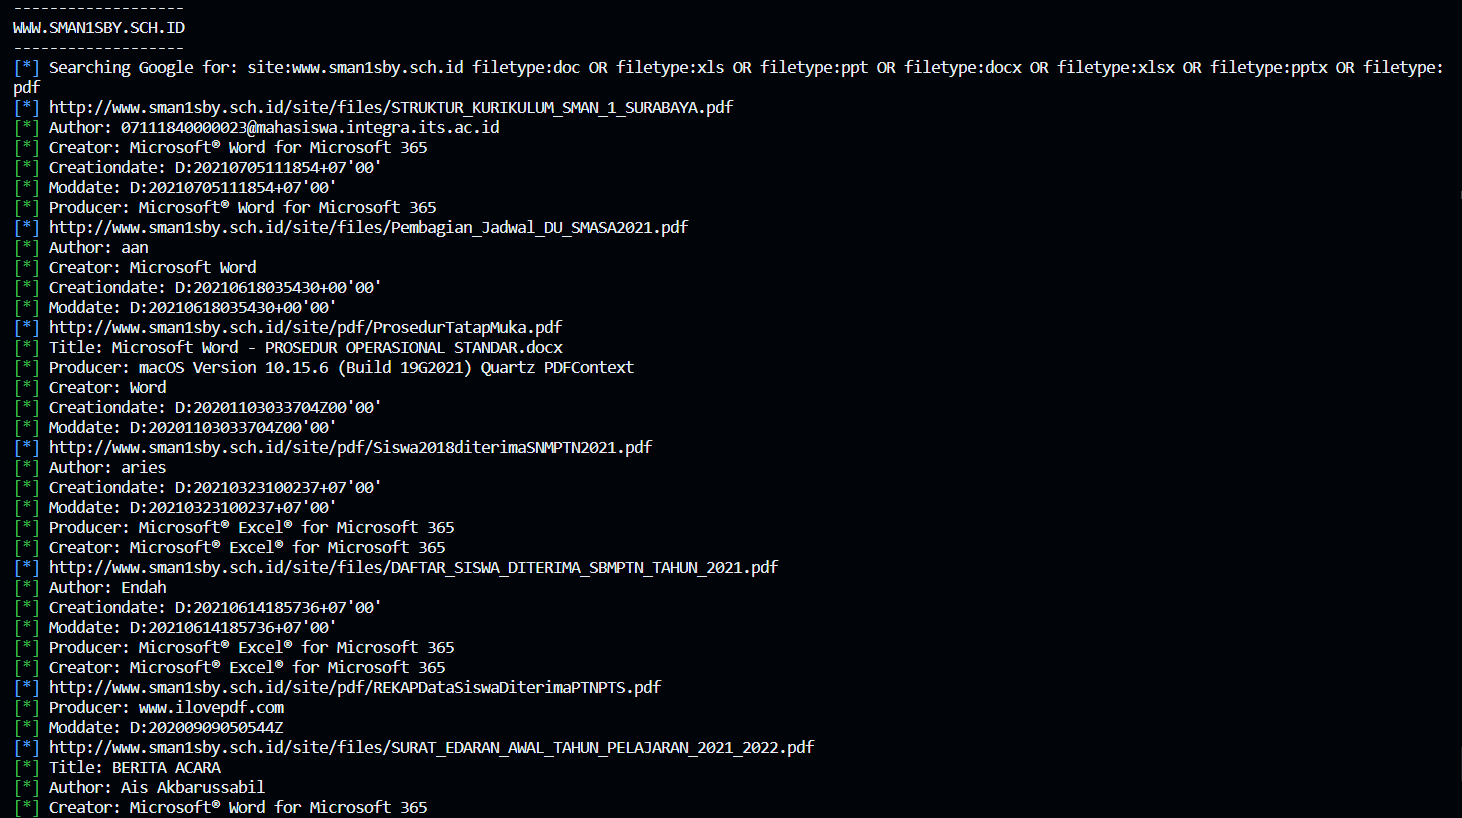 -------------------
WWW.SMAN1SBY.SCH.ID
-------------------
[*] Searching Google for: site:www.sman1sby.sch.id filetype:doc OR filetype:xls OR filetype:ppt OR filetype:docx OR filetype:xlsx OR filetype:pptx OR filetype:
pdf
[*] http://www.sman1sby.sch.id/site/files/STRUKTUR_KURIKULUM_SMAN_1_SURABAYA.pdf
[*] Author: 07111840000023@mahasiswa.integra.its.ac.id
[*] Creator: Microsoft® Word for Microsoft 365
[*] Creationdate: D:20210705111854+07'00'
[*] Moddate: D:20210705111854+07'00'
[*] Producer: Microsoft® Word for Microsoft 365
[*] http://www.sman1sby.sch.id/site/files/Pembagian_Jadwal_DU_SMASA2021.pdf
[*] Author: aan
[*] Creator: Microsoft Word
[*] Creationdate: D:20210618035430+00'00'
[*] Moddate: D:20210618035430+00'00'
[*] http://www.sman1sby.sch.id/site/pdf/ProsedurTatapMuka.pdf
[*] Title: Microsoft Word - PROSEDUR OPERASIONAL STANDAR.docx
[*] Producer: macOS Version 10.15.6 (Build 19G2021) Quartz PDFContext
[*] Creator: Word
[*] Creationdate: D:20201103033704Z00'00'
[*] Moddate: D:20201103033704Z00'00'
[*] http://www.sman1sby.sch.id/site/pdf/Siswa2018diterimaSNMPTN2021.pdf
[*] Author: aries
[*] Creationdate: D:20210323100237+07'00'
[*] Moddate: D:20210323100237+07'00'
[*] Producer: Microsoft® Excel® for Microsoft 365
[*] Creator: Microsoft® Excel® for Microsoft 365
[*] http://www.sman1sby.sch.id/site/files/DAFTAR_SISWA_DITERIMA_SBMPTN_TAHUN_2021.pdf
[*] Author: Endah
[*] Creationdate: D:20210614185736+07'00'
[*] Moddate: D:20210614185736+07'00'
[*] Producer: Microsoft® Excel® for Microsoft 365
[*] Creator: Microsoft® Excel® for Microsoft 365
[*] http://www.sman1sby.sch.id/site/pdf/REKAPDataSiswaDiterimaPTNPTS.pdf
[*] Producer: www.ilovepdf.com
[*] Moddate: D:20200909050544Z
[*] http://www.sman1sby.sch.id/site/files/SURAT_EDARAN_AWAL_TAHUN_PELAJARAN_2021_2022.pdf
[*] Title: BERITA ACARA
[*] Author: Ais Akbarussabil
[*] Creator: Microsoft® Word for Microsoft 365